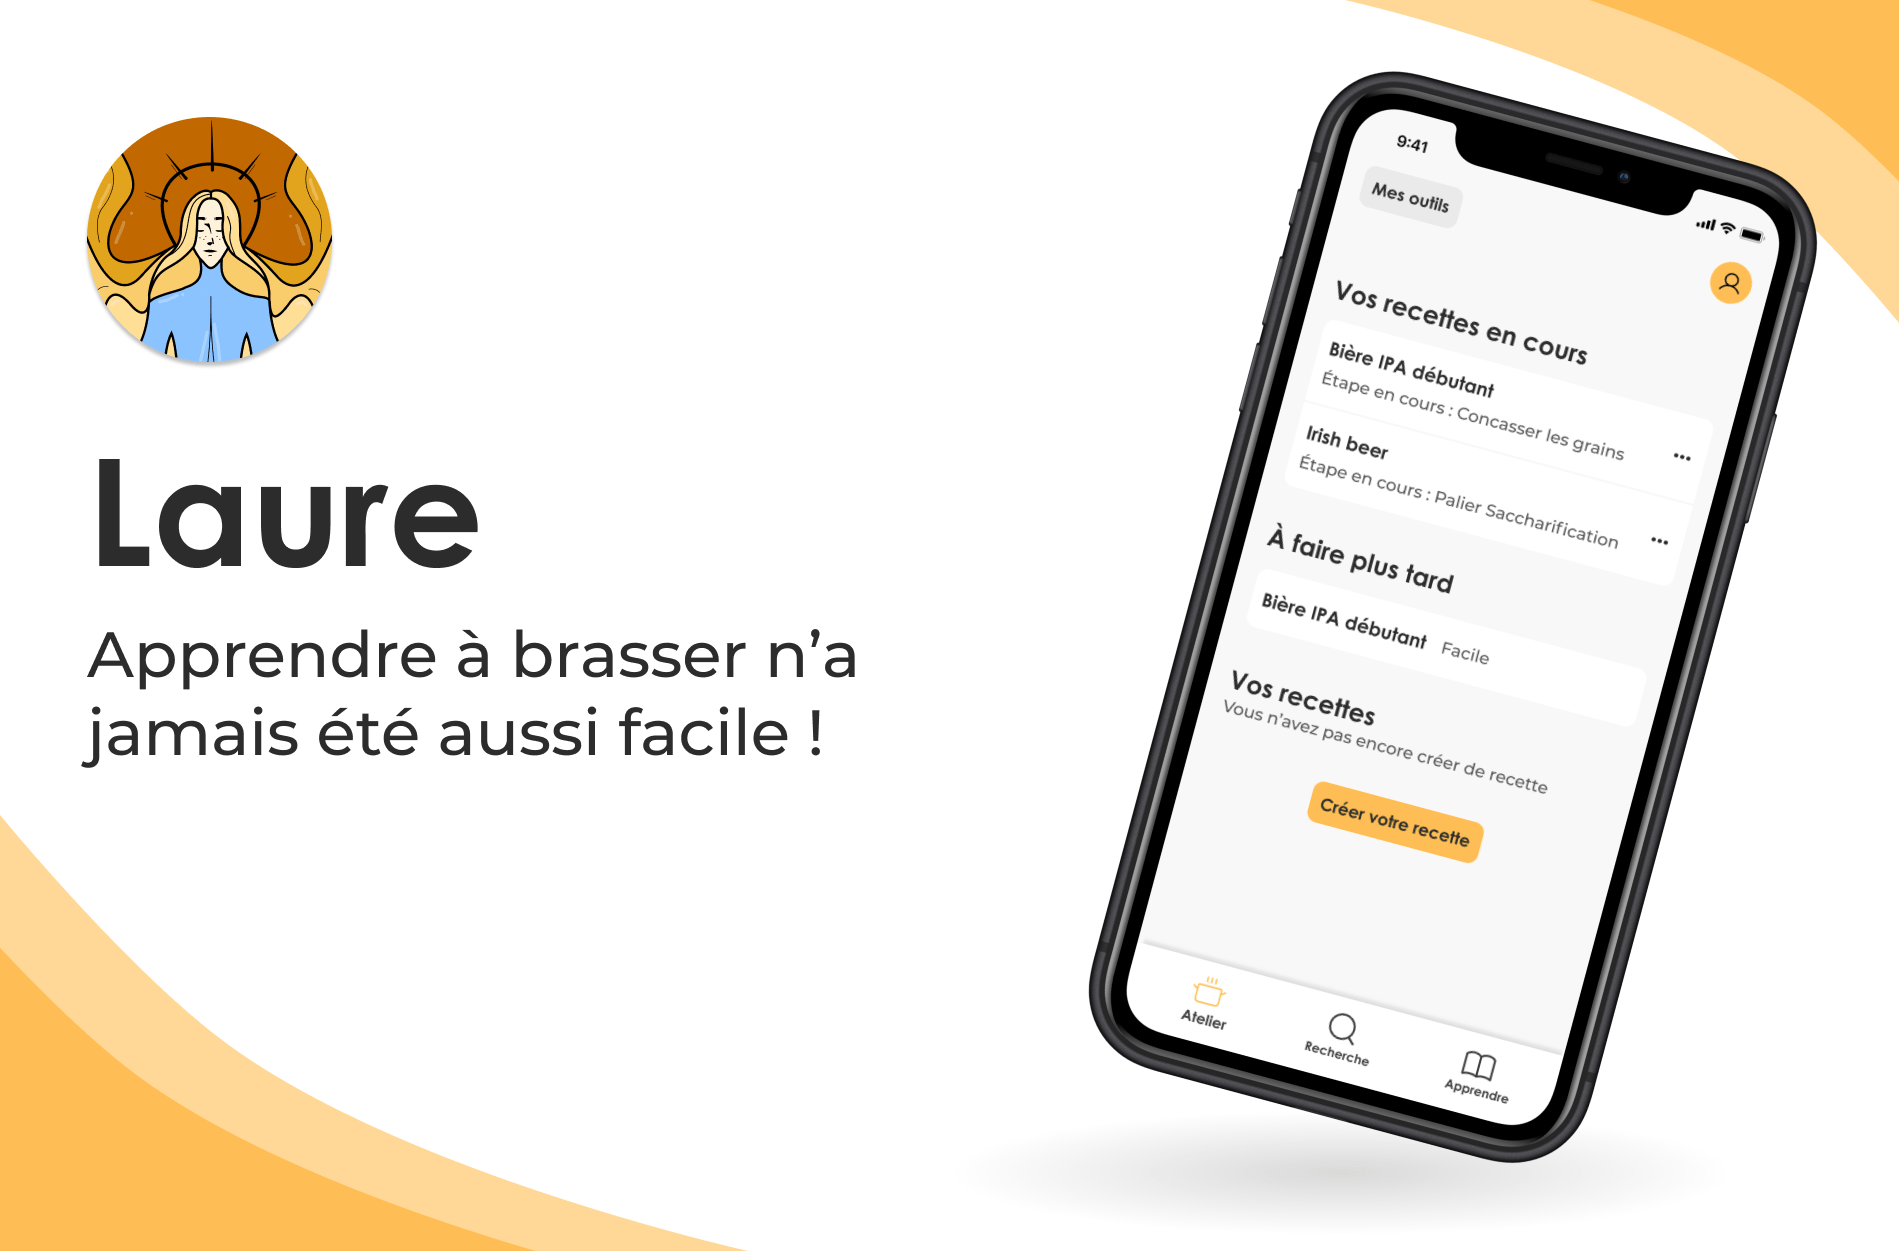 Laure
Apprendre à brasser n’a
jamais été aussi facile !
9:41
Mes outils
Vos recettes en cours
Bière IPA débutant
Étape en cours : Concasser les grains
Irish beer
Étape en cours : Palier Saccharification
À faire plus tard
Bière IPA débutant Facile
Vos recettes
Vous n’avez pas encore créer de recette
Créer votre recette
Atelier
Recherche
Apprendre